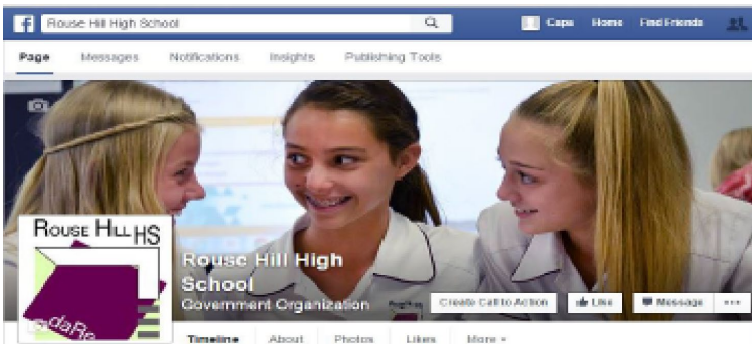 Rouse Hill High School
Capa Home Find Friends
Page Messages Notifications Insights Publishing Tools
ROUSE HILL HS
daRe
Rouse Hill High
School
Government Organization
Create Call to Action Like Message
Timeline About Photos Likes More